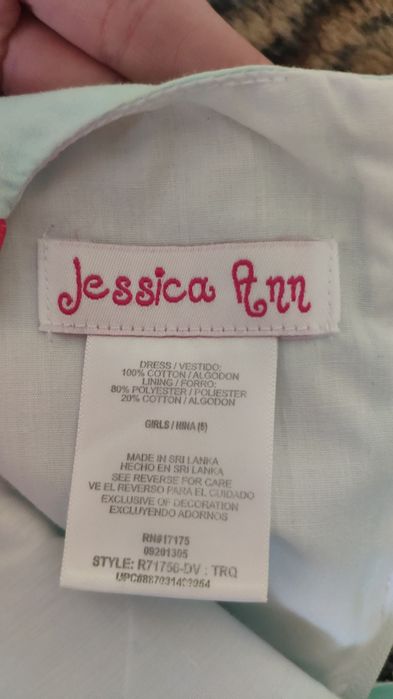 Jessica Ann
DRESS / VESTIDO:
100% COTTON / ALGODON
LINING / FORRO:
80% POLYESTER / POLIESTER
20% COTTON / ALGODON
GIRLS / NINA (5)
MADE IN SRI LANKA
HECHO EN SRI LANKA
SEE REVERSE FOR CARE
VE EL REVERSO PARA EL CUIDADO
EXCLUSIVE OF DECORATION
EXCLUYENDO ADORNOS
RN#17175
09201305
STYLE: R71756-DV : TRQ